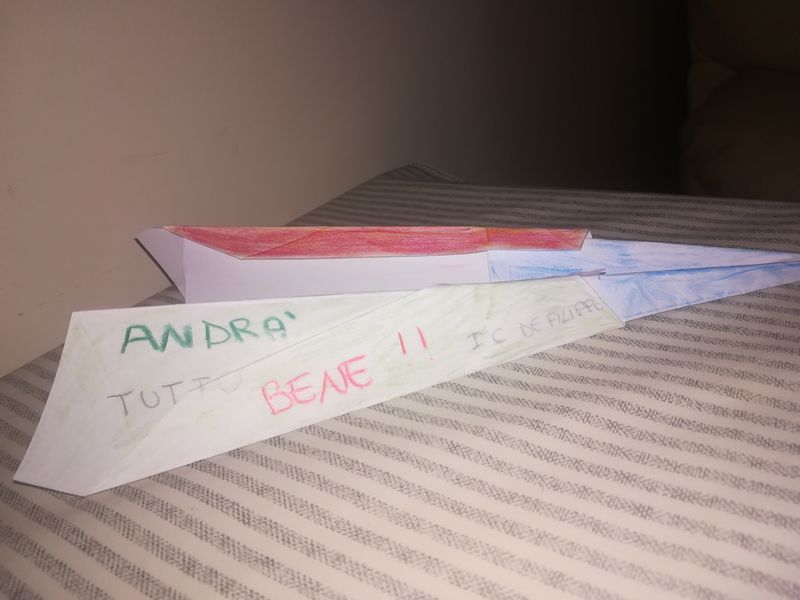 ANDRA'
TUTTO BENE !!
I C DE FILIPPO